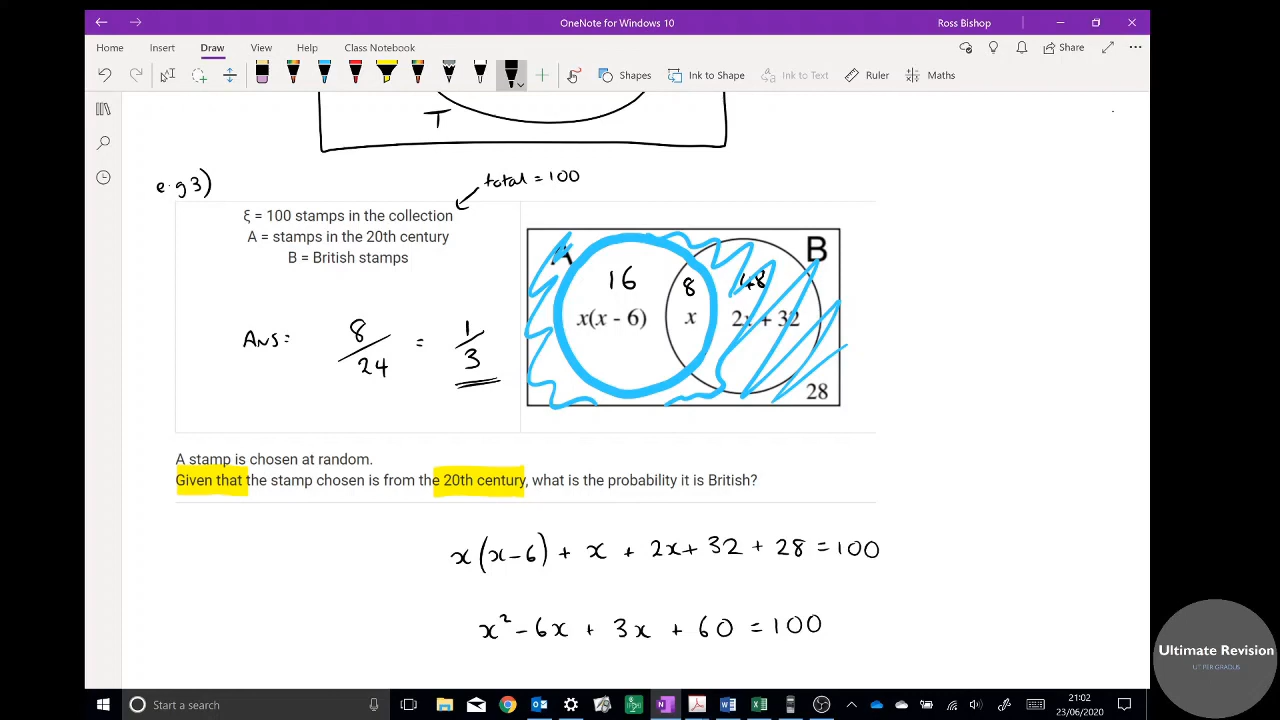 OneNote for Windows 10
Ross Bishop
Home Insert Draw View Help Class Notebook
Share
Shapes Ink to Shape Ink to Text Ruler Maths
T
e.g 3)
total = 100
ξ = 100 stamps in the collection
A = stamps in the 20th century
B = British stamps
Ans: 8/24 = 1/3
A B
16 8 48
x(x - 6) x 2x + 32
28
A stamp is chosen at random.
Given that the stamp chosen is from the 20th century, what is the probability it is British?
x(x-6) + x + 2x + 32 + 28 = 100
x² - 6x + 3x + 60 = 100
Ultimate Revision
UT PER GRADUS
Start a search
21:02
23/06/2020